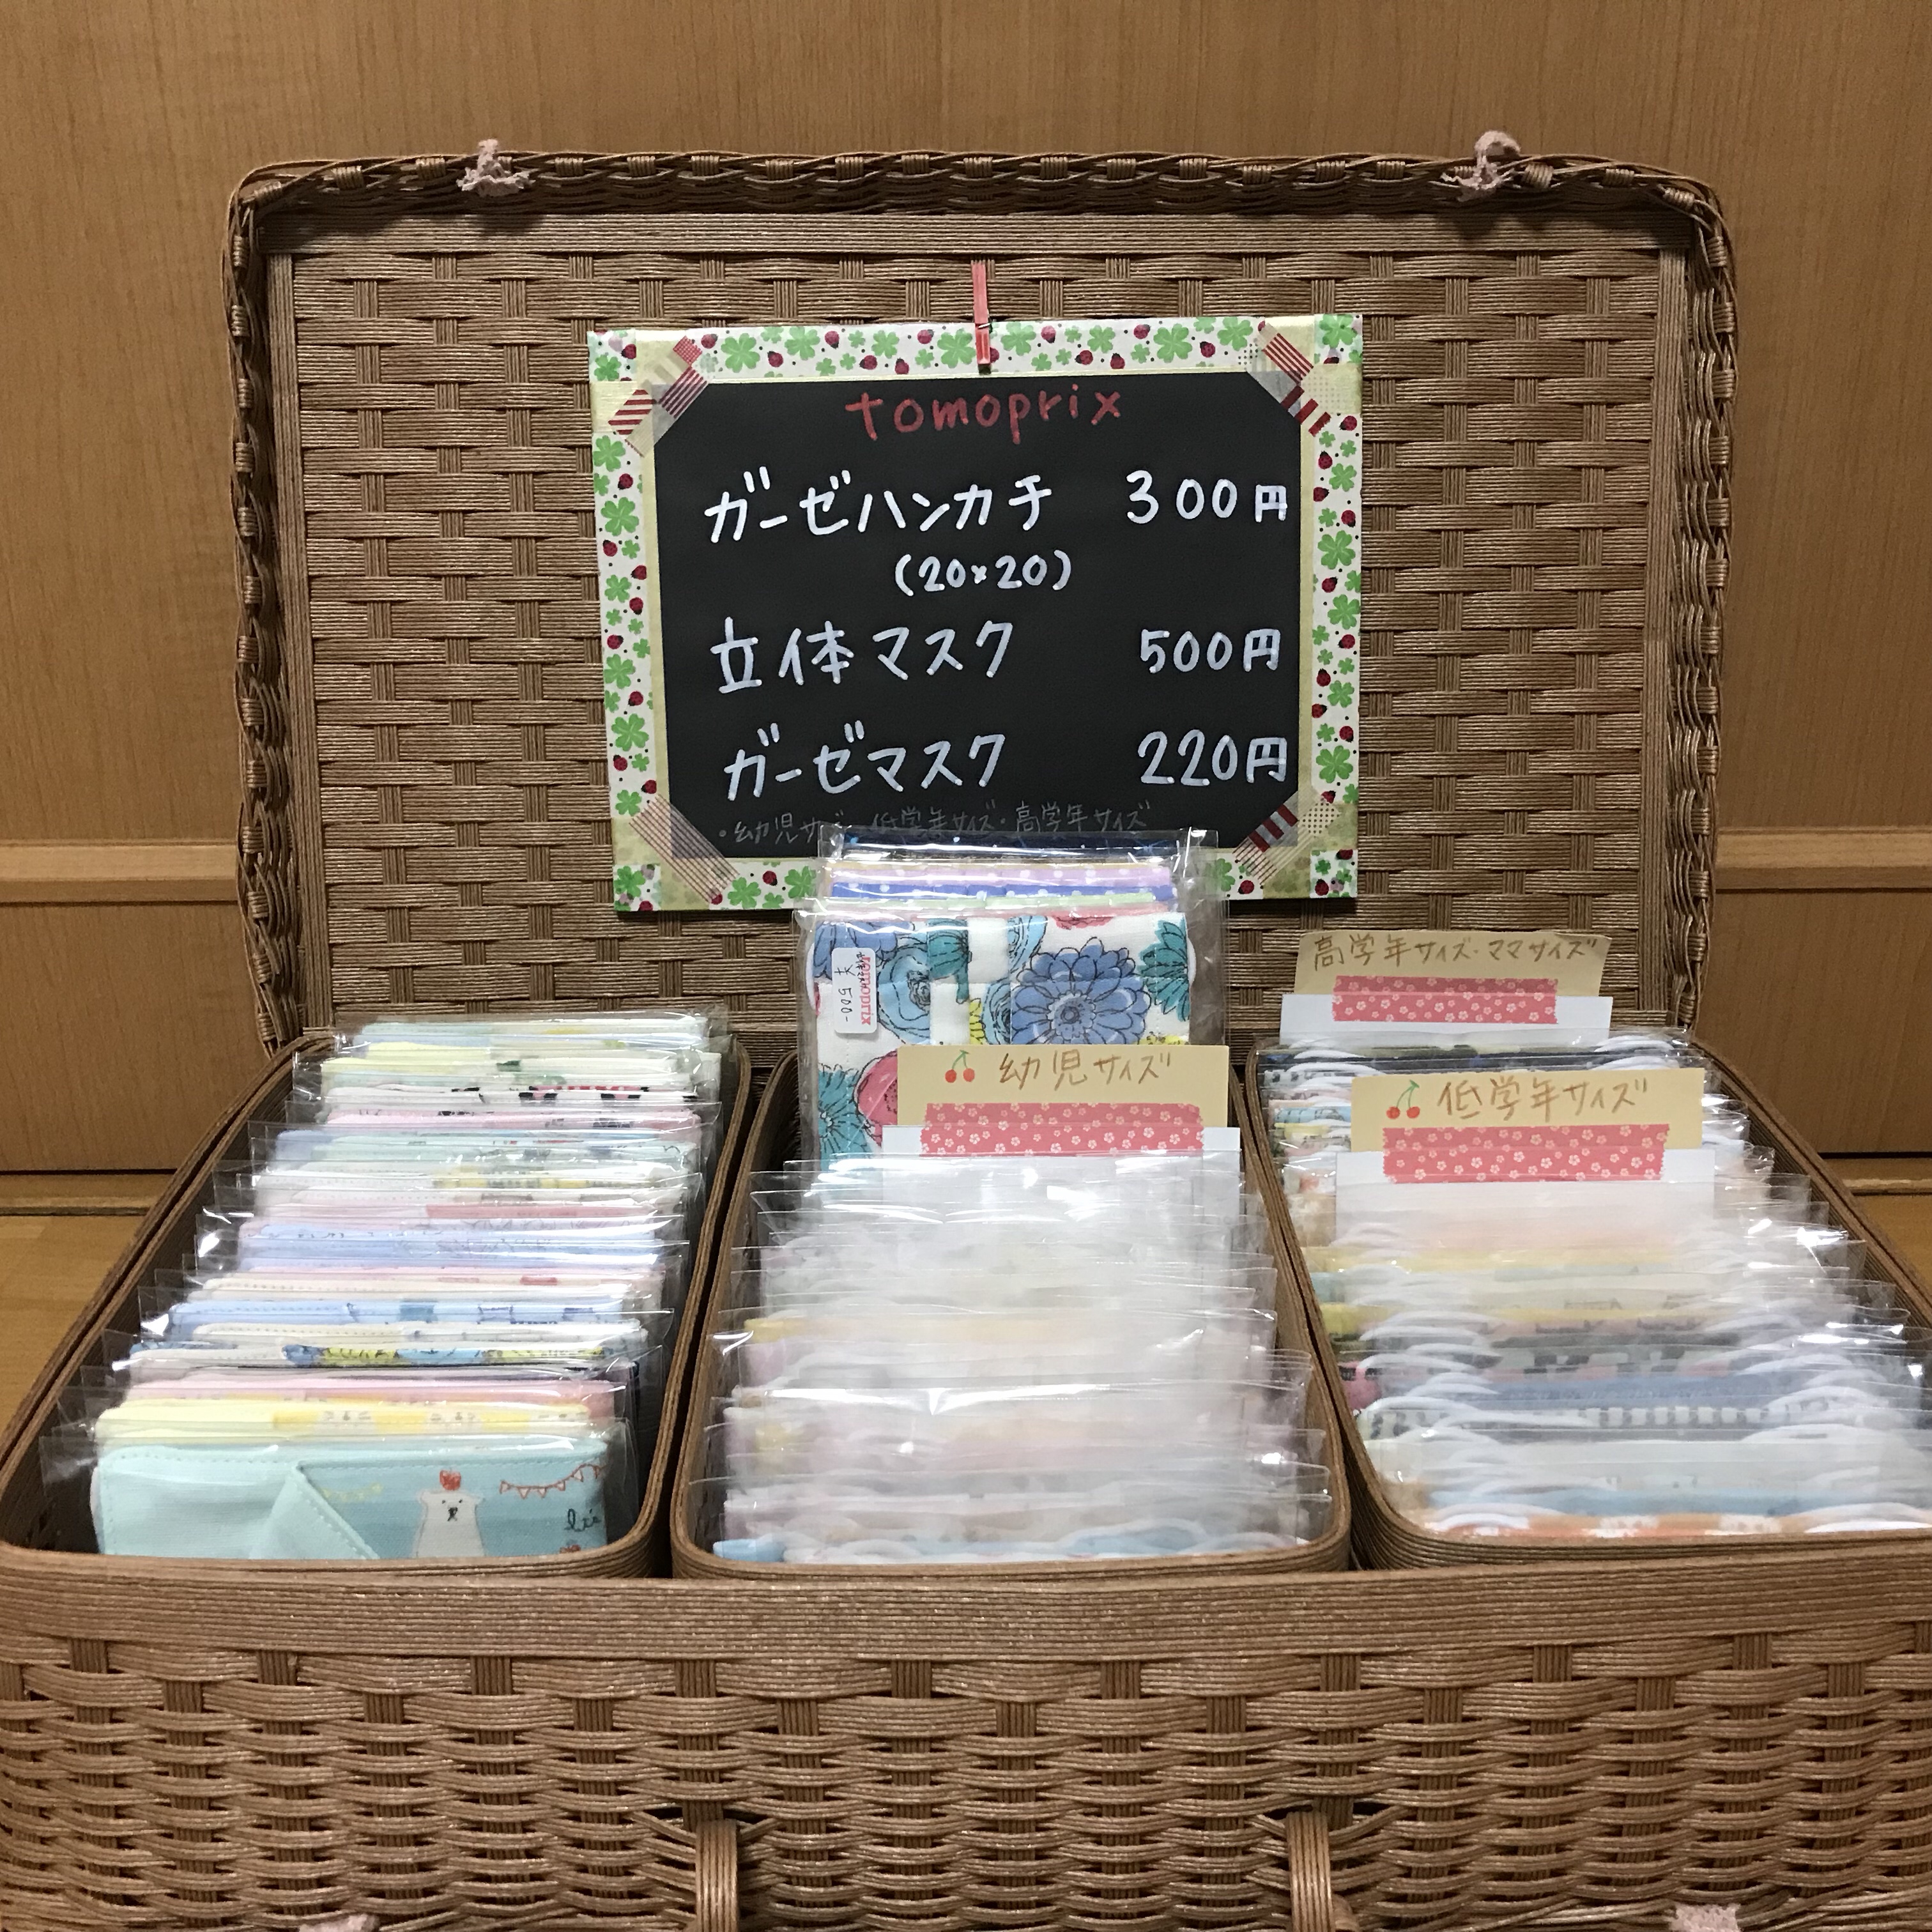 tomoprix
ガーゼハンカチ 300円
(20×20)
立体マスク 500円
ガーゼマスク 220円
・幼児サイズ・低学年サイズ・高学年サイズ
tomoprix
¥500-
高学年サイズ・ママサイズ
幼児サイズ
低学年サイズ